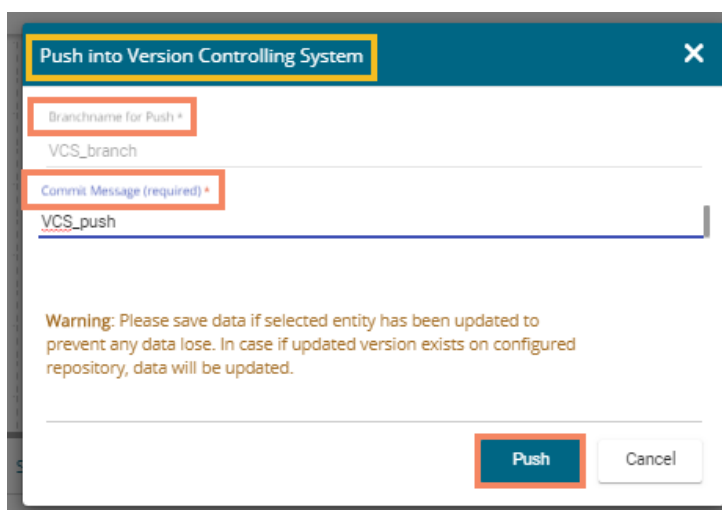 Push into Version Controlling System
Branchname for Push *
VCS_branch
Commit Message (required) *
VCS_push
Warning: Please save data if selected entity has been updated to
prevent any data lose. In case if updated version exists on configured
repository, data will be updated.
Push Cancel